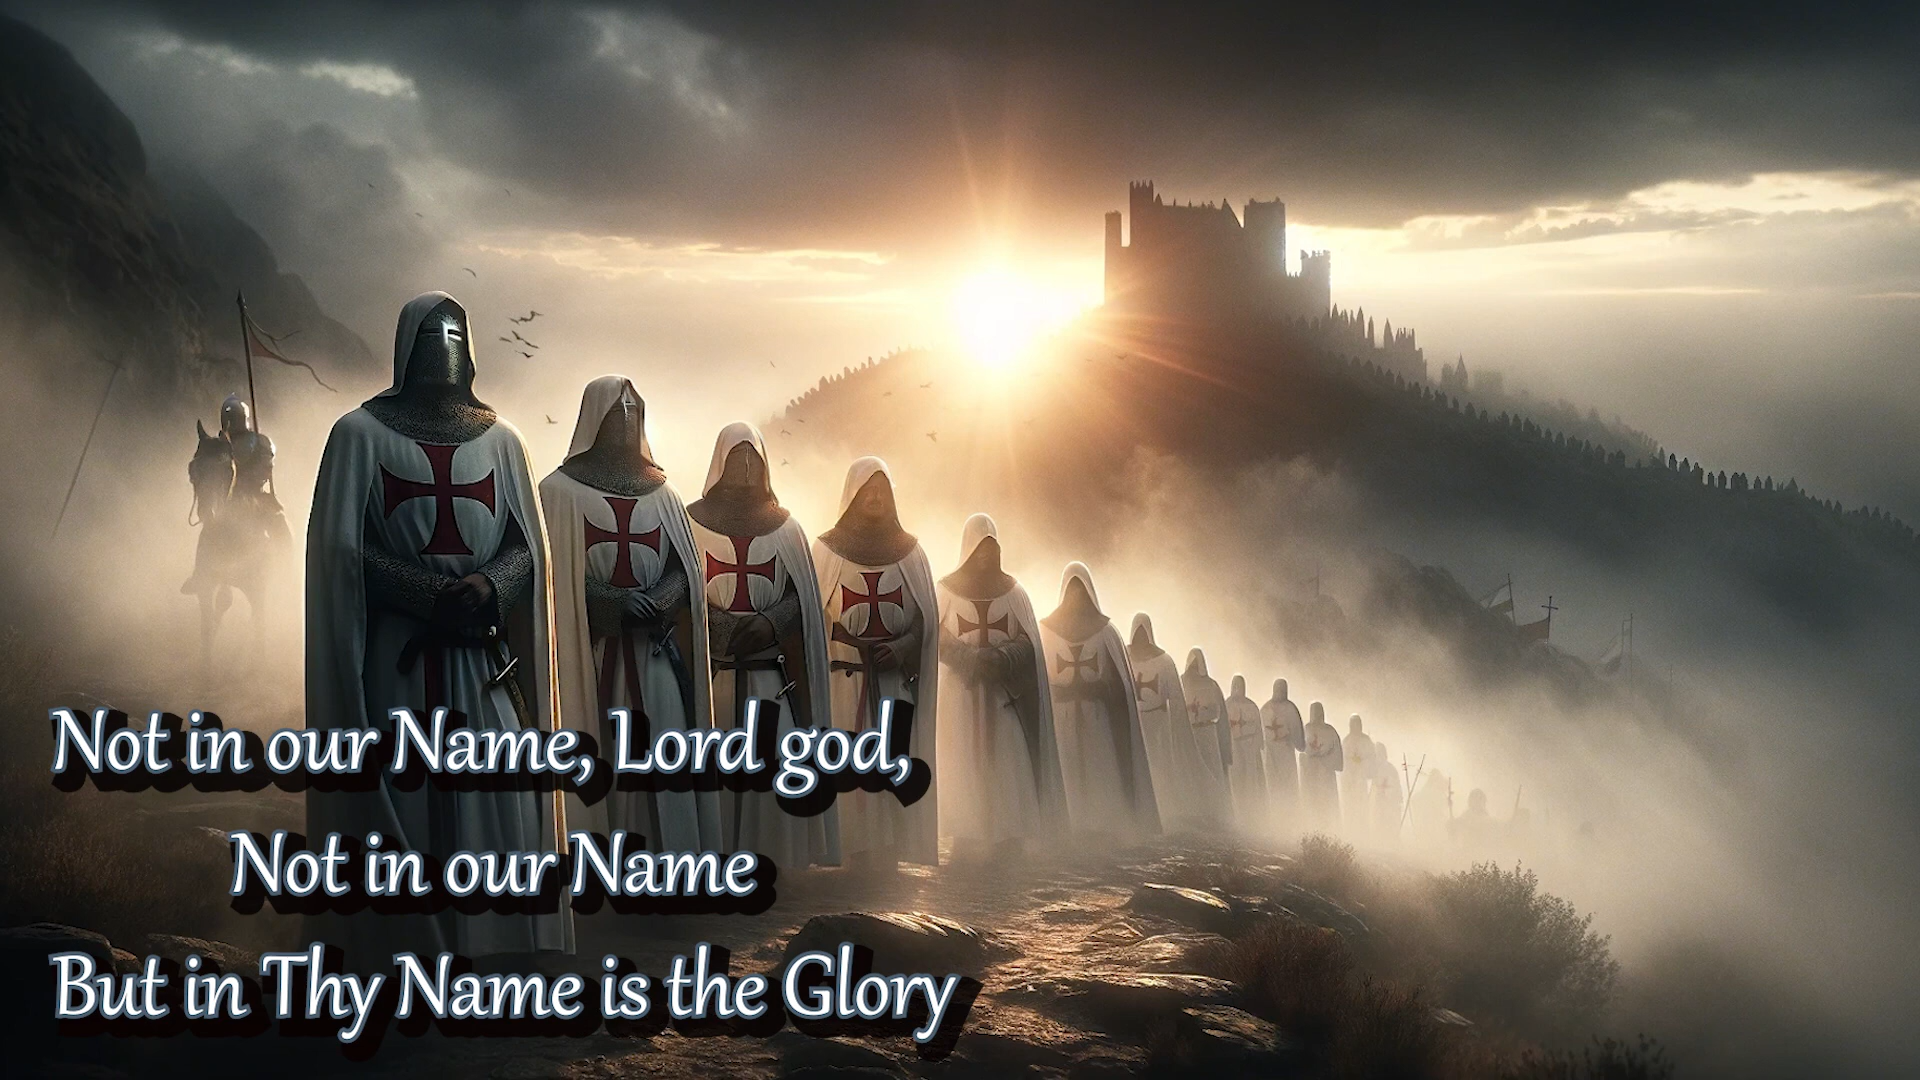 Not in our Name, Lord god,
Not in our Name
But in Thy Name is the Glory